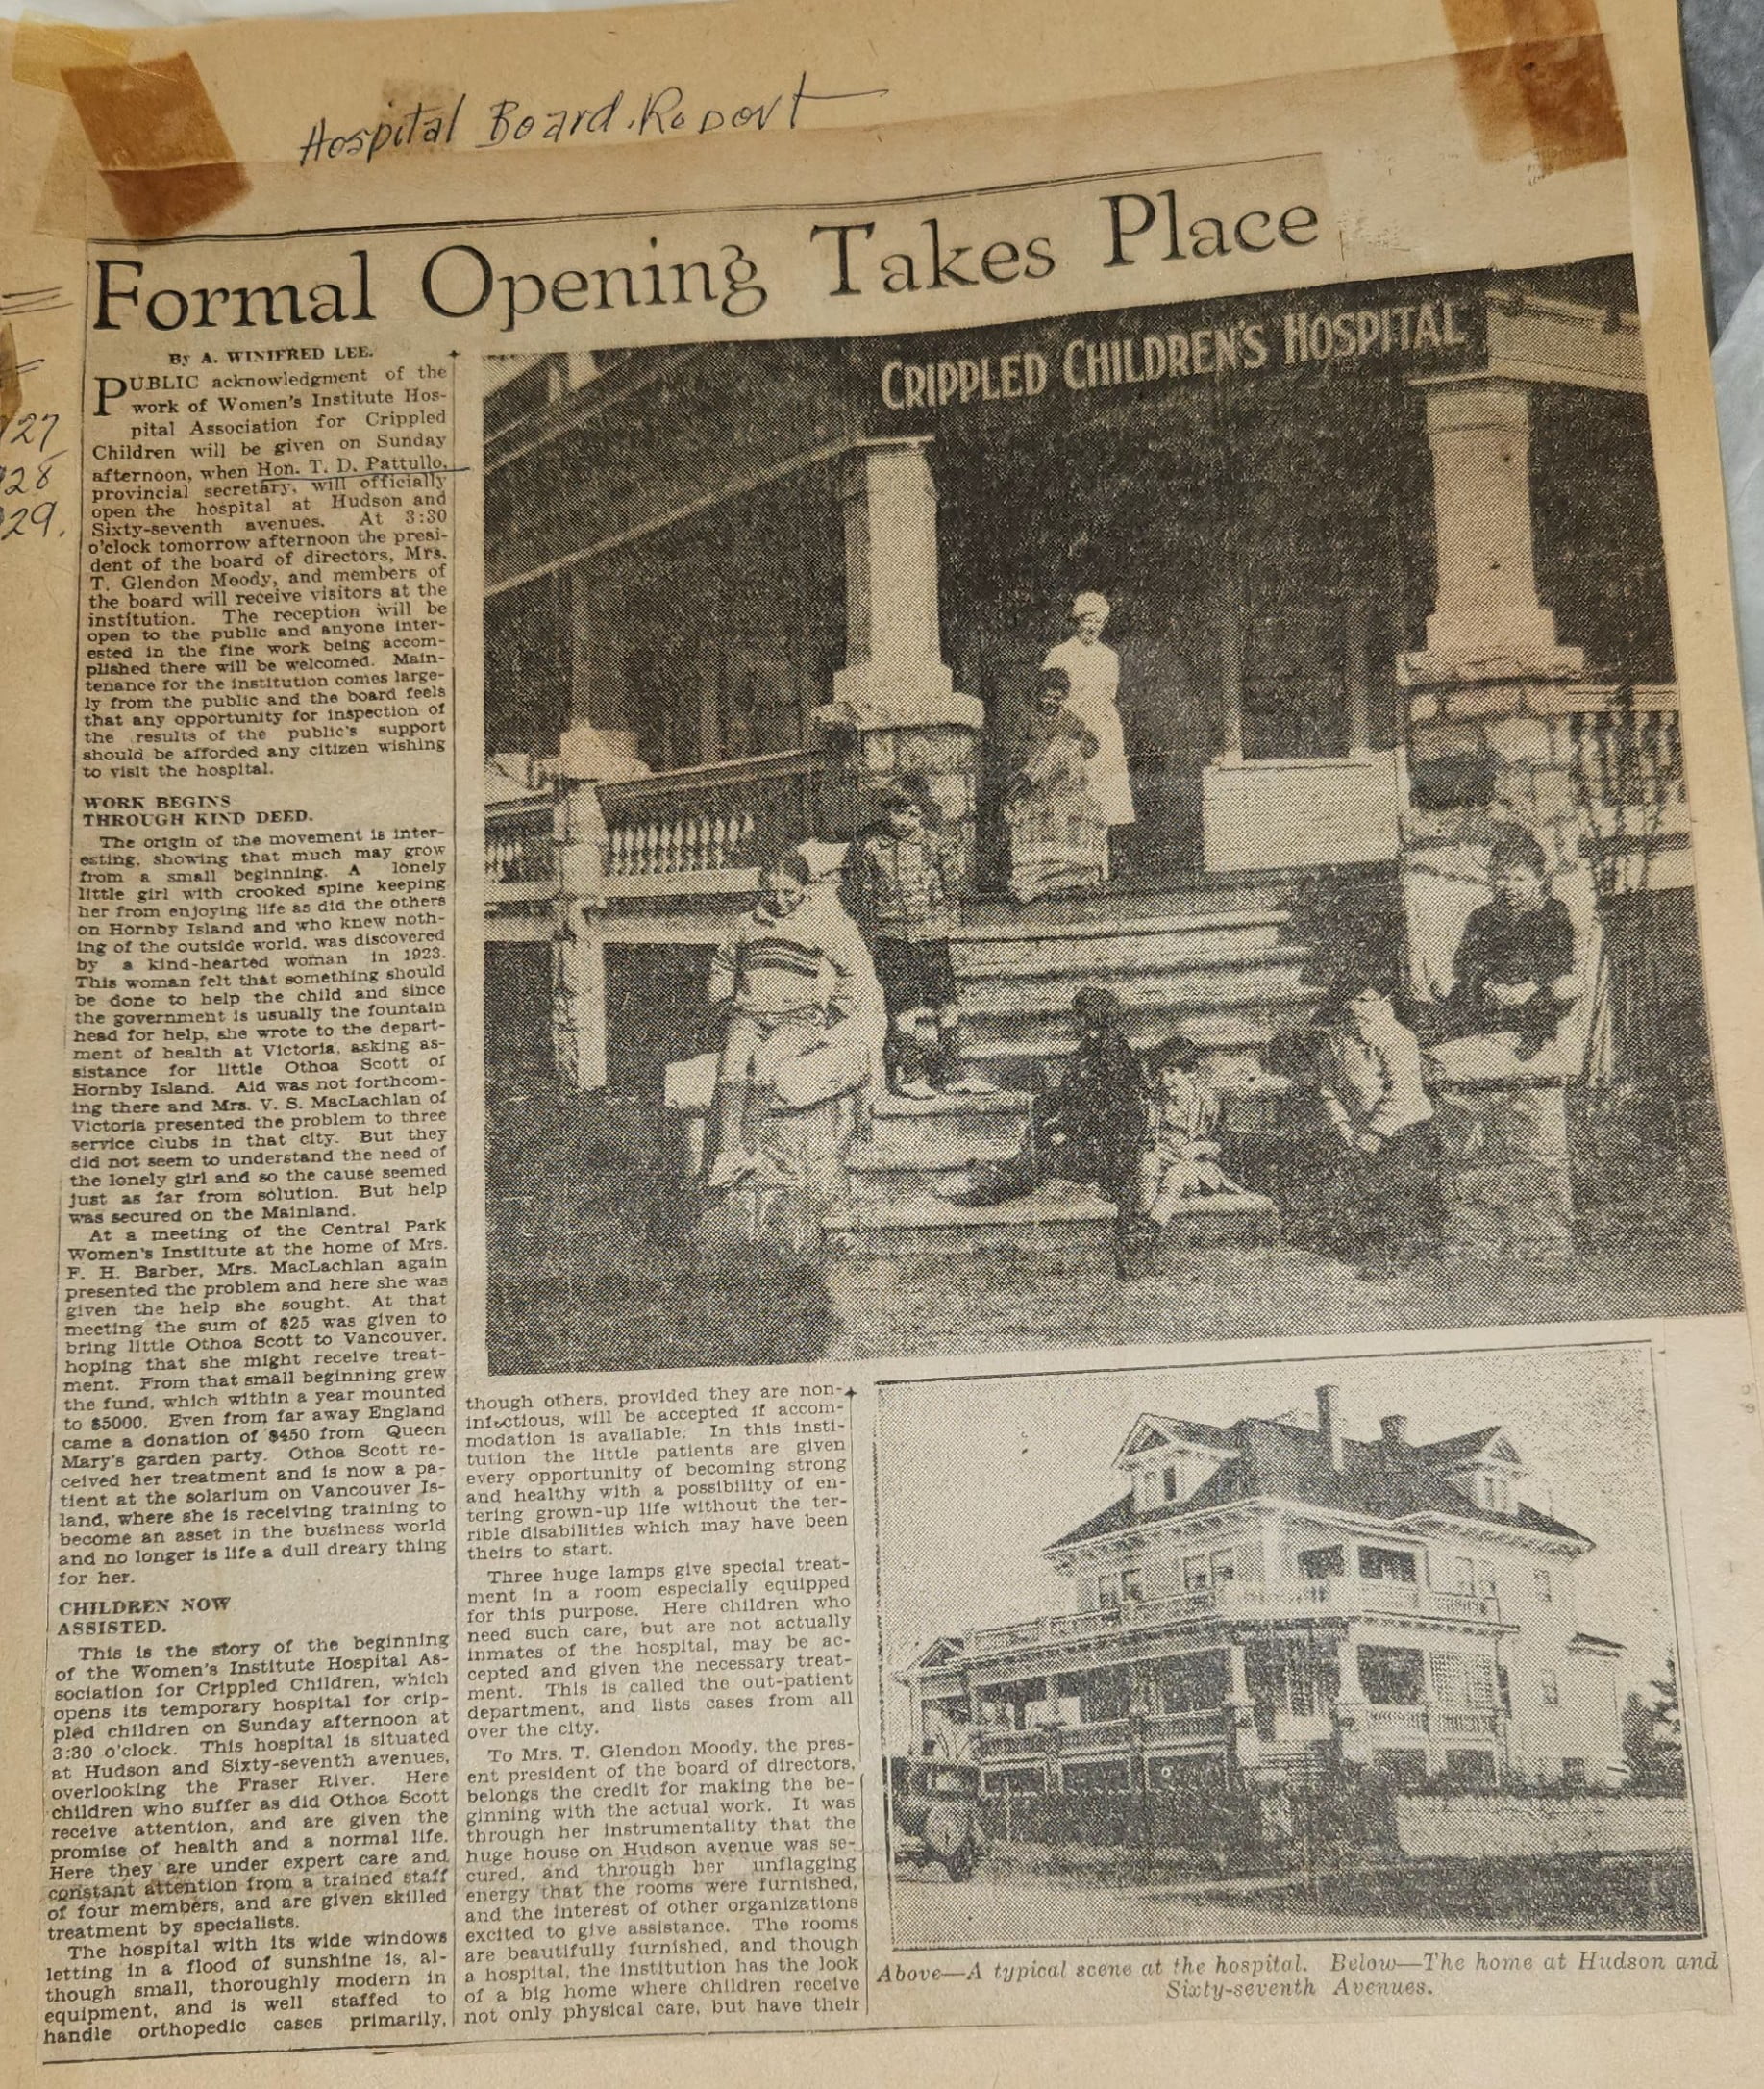 Hospital Board. Report
Formal Opening Takes Place
27
28
29.
By A. WINIFRED LEE.
PUBLIC acknowledgment of the
work of Women's Institute Hos-
pital Association for Crippled
Children will be given on Sunday
afternoon, when Hon. T. D. Pattullo,
provincial secretary, will officially
open the hospital at Hudson and
Sixty-seventh avenues. At 3:30
o'clock tomorrow afternoon the presi-
dent of the board of directors, Mrs.
T. Glendon Moody, and members of
the board will receive visitors at the
institution. The reception will be
open to the public and anyone inter-
ested in the fine work being accom-
plished there will be welcomed. Main-
tenance for the institution comes large-
ly from the public and the board feels
that any opportunity for inspection of
the results of the public's support
should be afforded any citizen wishing
to visit the hospital.
WORK BEGINS
THROUGH KIND DEED.
The origin of the movement is inter-
esting, showing that much may grow
from a small beginning. A lonely
little girl with crooked spine keeping
her from enjoying life as did the others
on Hornby Island and who knew noth-
ing of the outside world, was discovered
by a kind-hearted woman in 1923.
This woman felt that something should
be done to help the child and since
the government is usually the fountain
head for help, she wrote to the depart-
ment of health at Victoria, asking as-
sistance for little Othoa Scott of
Hornby Island. Aid was not forthcom-
ing there and Mrs. V. S. MacLachlan of
Victoria presented the problem to three
service clubs in that city. But they
did not seem to understand the need of
the lonely girl and so the cause seemed
just as far from solution. But help
was secured on the Mainland.
At a meeting of the Central Park
Women's Institute at the home of Mrs.
F. H. Barber, Mrs. MacLachlan again
presented the problem and here she was
given the help she sought. At that
meeting the sum of $25 was given to
bring little Othoa Scott to Vancouver,
hoping that she might receive treat-
ment. From that small beginning grew
the fund, which within a year mounted
to $5000. Even from far away England
came a donation of $450 from Queen
Mary's garden party. Othoa Scott re-
ceived her treatment and is now a pa-
tient at the solarium on Vancouver Is-
land, where she is receiving training to
become an asset in the business world
and no longer is life a dull dreary thing
for her.
CHILDREN NOW
ASSISTED.
This is the story of the beginning
of the Women's Institute Hospital As-
sociation for Crippled Children, which
opens its temporary hospital for crip-
pled children on Sunday afternoon at
3:30 o'clock. This hospital is situated
at Hudson and Sixty-seventh avenues,
overlooking the Fraser River. Here
children who suffer as did Othoa Scott
receive attention, and are given the
promise of health and a normal life.
Here they are under expert care and
constant attention from a trained staff
of four members, and are given skilled
treatment by specialists.
The hospital with its wide windows
letting in a flood of sunshine is, al-
though small, thoroughly modern in
equipment, and is well staffed to
handle orthopedic cases primarily,
CRIPPLED CHILDREN'S HOSPITAL
though others, provided they are non-
infectious, will be accepted if accom-
modation is available. In this insti-
tution the little patients are given
every opportunity of becoming strong
and healthy with a possibility of en-
tering grown-up life without the ter-
rible disabilities which may have been
theirs to start.
Three huge lamps give special treat-
ment in a room especially equipped
for this purpose. Here children who
need such care, but are not actually
inmates of the hospital, may be ac-
cepted and given the necessary treat-
ment. This is called the out-patient
department, and lists cases from all
over the city.
To Mrs. T. Glendon Moody, the pres-
ent president of the board of directors,
belongs the credit for making the be-
ginning with the actual work. It was
through her instrumentality that the
huge house on Hudson avenue was se-
cured, and through her unflagging
energy that the rooms were furnished,
and the interest of other organizations
excited to give assistance. The rooms
are beautifully furnished, and though
a hospital, the institution has the look
of a big home where children receive
not only physical care, but have their
Above—A typical scene at the hospital. Below—The home at Hudson and
Sixty-seventh Avenues.